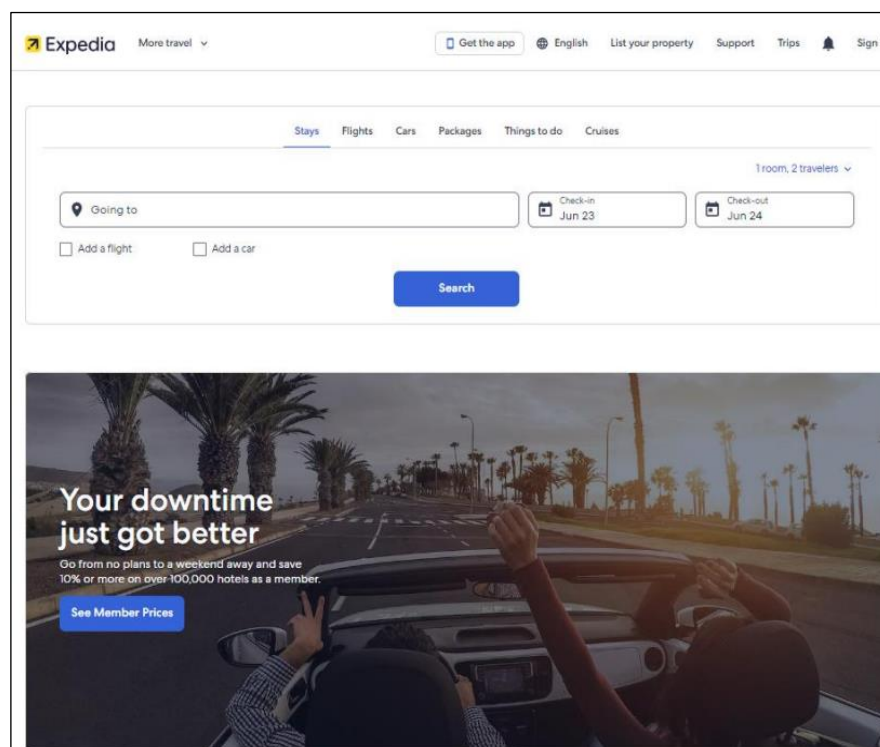 Expedia
More travel
Get the app
English
List your property
Support
Trips
Sign
Stays
Flights
Cars
Packages
Things to do
Cruises
1 room, 2 travelers
Going to
Check-in
Jun 23
Check-out
Jun 24
Add a flight
Add a car
Search
Your downtime
just got better
Go from no plans to a weekend away and save
10% or more on over 100,000 hotels as a member.
See Member Prices